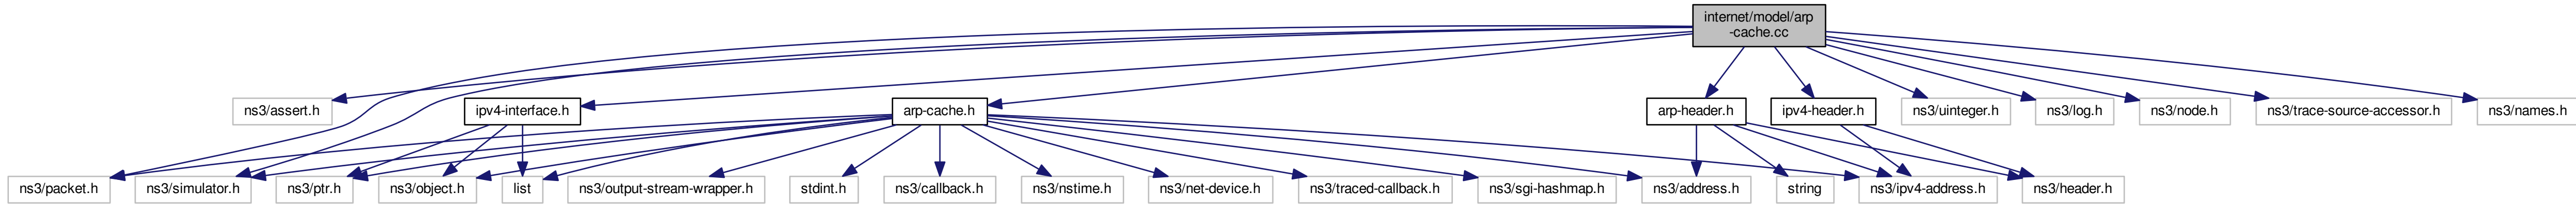 internet/model/arp
-cache.cc
ns3/assert.h
ipv4-interface.h
arp-cache.h
arp-header.h
ipv4-header.h
ns3/uinteger.h
ns3/log.h
ns3/node.h
ns3/trace-source-accessor.h
ns3/names.h
ns3/packet.h
ns3/simulator.h
ns3/ptr.h
ns3/object.h
list
ns3/output-stream-wrapper.h
stdint.h
ns3/callback.h
ns3/nstime.h
ns3/net-device.h
ns3/traced-callback.h
ns3/sgi-hashmap.h
ns3/address.h
string
ns3/ipv4-address.h
ns3/header.h